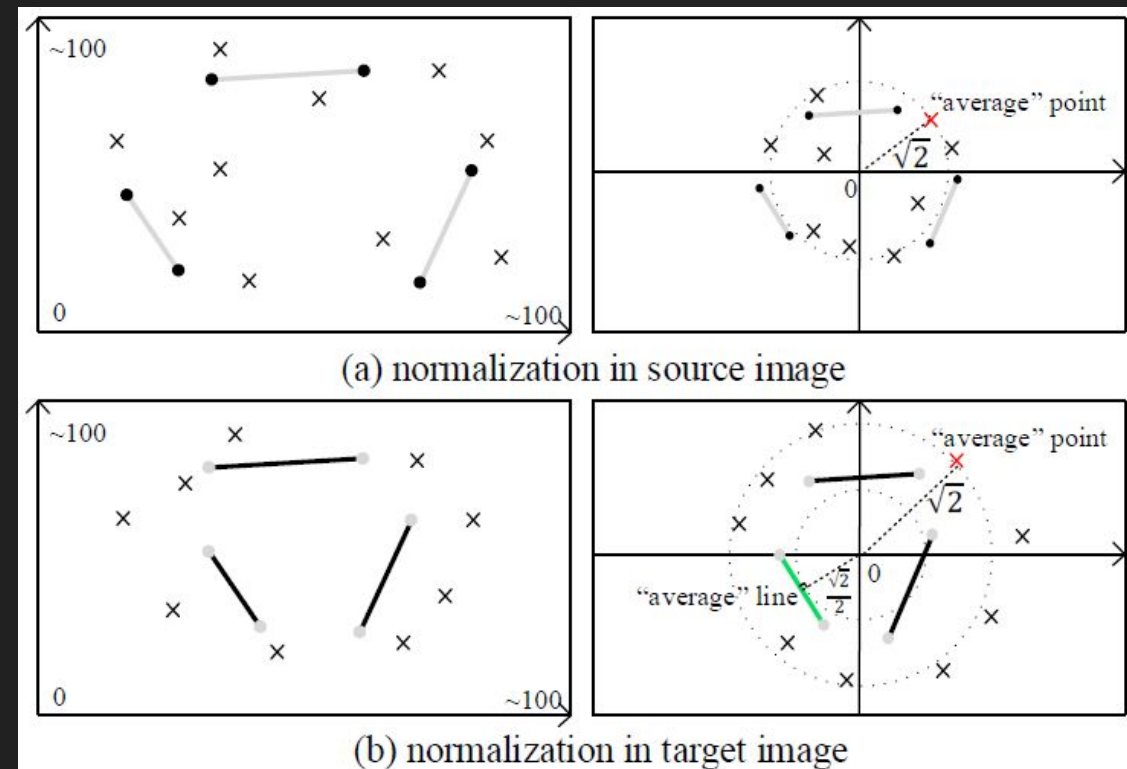 ~100
0
~100
"average" point
√2
0
(a) normalization in source image
~100
0
~100
"average" point
√2
0
"average" line
√2/2
(b) normalization in target image